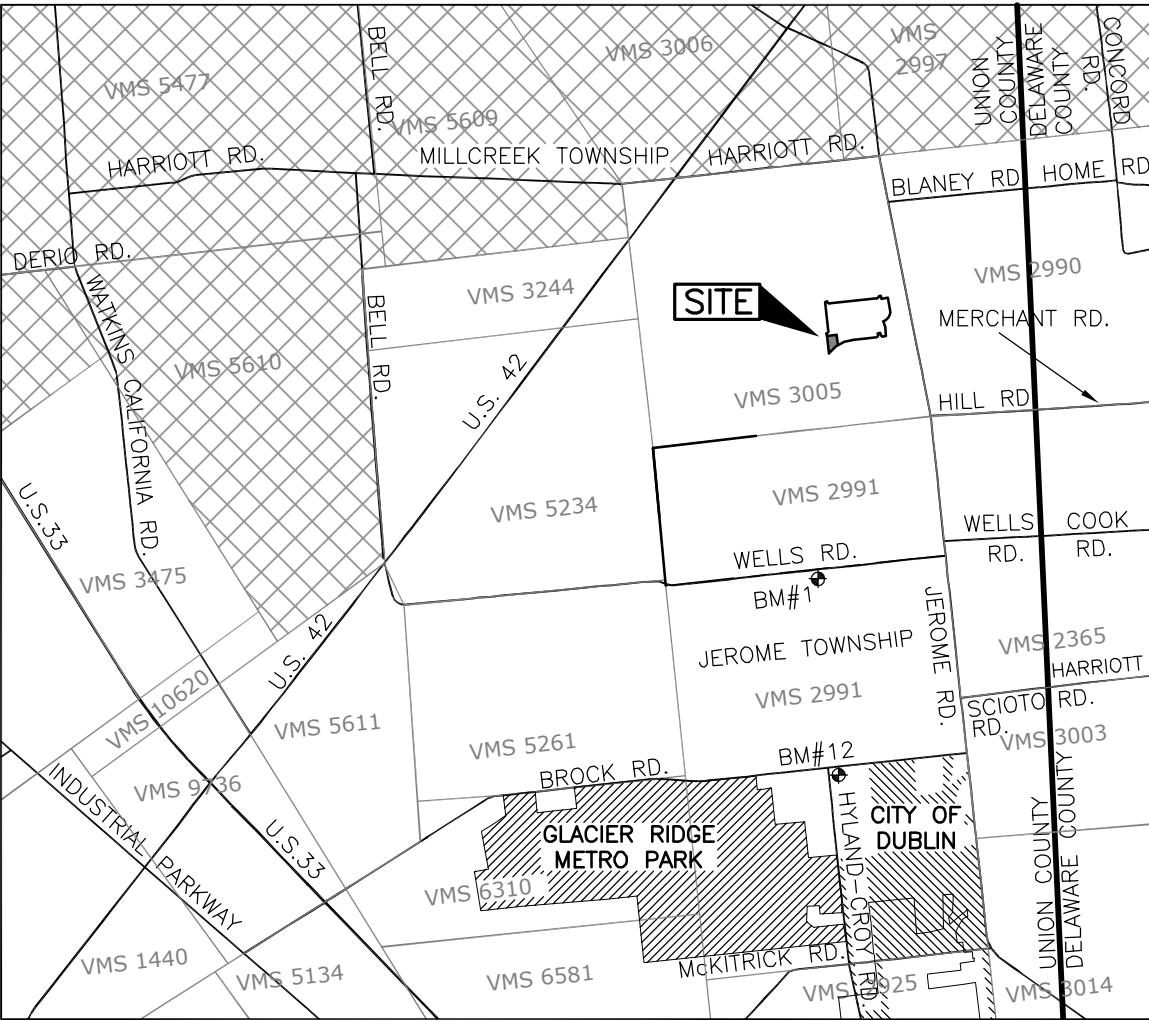 BELL RD.
VMS 3006
VMS
2997
UNION
COUNTY
DELAWARE
COUNTY
CONCORD
RD.
VMS 5477
VMS 5609
HARRIOTT RD.
MILLCREEK TOWNSHIP
HARRIOTT RD.
BLANEY RD
HOME RD
DERIO RD.
VMS 3244
VMS 2990
SITE
MERCHANT RD.
WATKINS CALIFORNIA RD.
VMS 5610
BELL RD.
U.S. 42
VMS 3005
HILL RD
U.S.33
VMS 5234
VMS 2991
WELLS
RD.
COOK
RD.
WELLS RD.
VMS 3475
BM#1
JEROME RD.
U.S. 42
JEROME TOWNSHIP
VMS 2365
HARRIOTT
RD.
VMS 10620
VMS 5611
VMS 2991
SCIOTO
RD.
VMS 3003
VMS 5261
BM#12
BROCK RD.
VMS 9736
INDUSTRIAL PARKWAY
U.S.33
GLACIER RIDGE
METRO PARK
HYLAND-CROY RD.
CITY OF
DUBLIN
UNION COUNTY
DELAWARE COUNTY
VMS 6310
VMS 1440
VMS 5134
VMS 6581
McKITRICK RD.
VMS 2925
VMS 3014